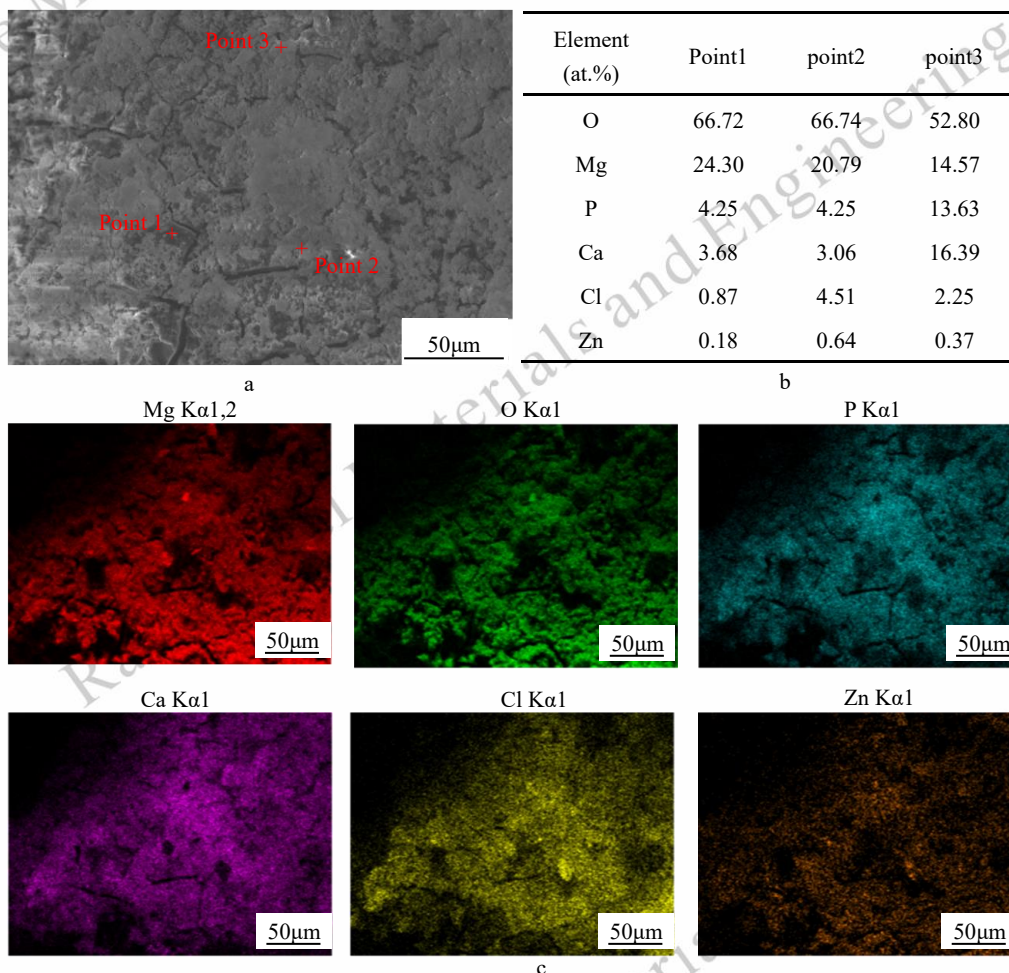 Point 3
Point 1
Point 2
50μm
a
Element
(at.%) Point1 point2 point3
O 66.72 66.74 52.80
Mg 24.30 20.79 14.57
P 4.25 4.25 13.63
Ca 3.68 3.06 16.39
Cl 0.87 4.51 2.25
Zn 0.18 0.64 0.37
b
Mg Kα1,2 O Kα1 P Kα1
50μm 50μm 50μm
Ca Kα1 Cl Kα1 Zn Kα1
50μm 50μm 50μm
c
Materials and Engineering